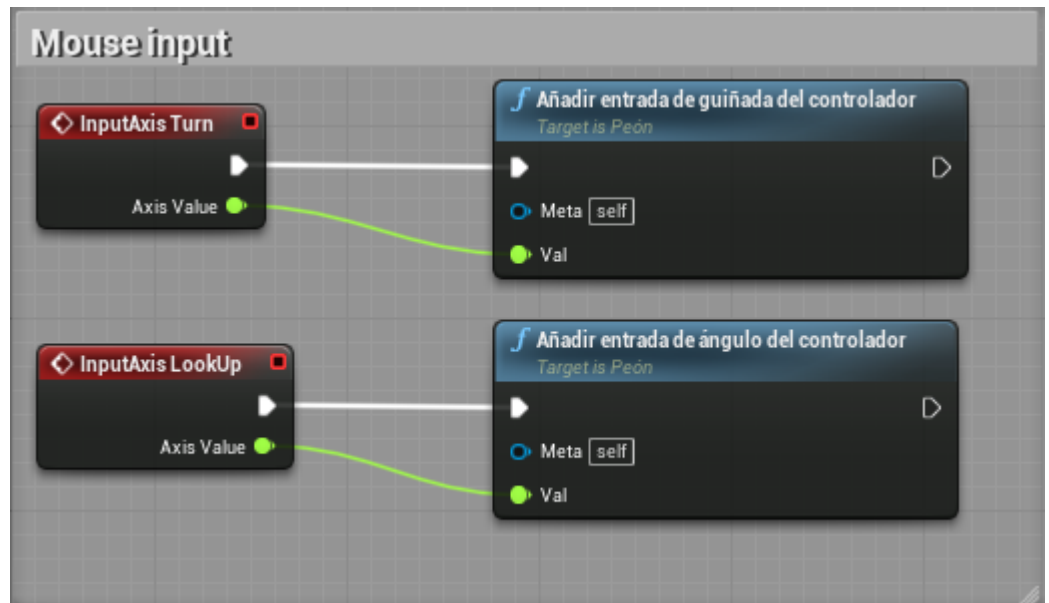 Mouse input
InputAxis Turn
Axis Value
f Añadir entrada de guiñada del controlador
Target is Peón
Meta self
Val
InputAxis LookUp
Axis Value
f Añadir entrada de ángulo del controlador
Target is Peón
Meta self
Val